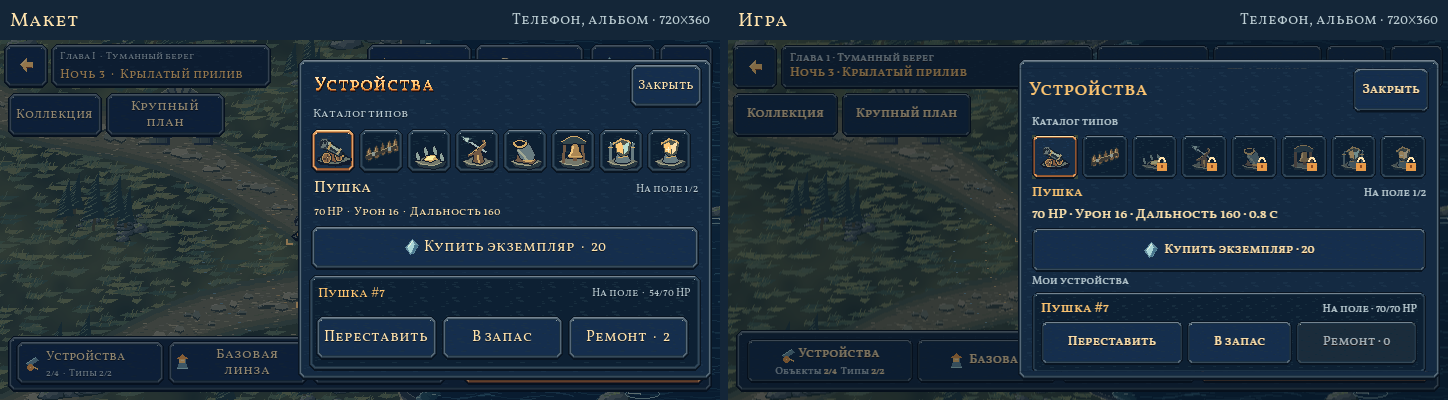 Макет
Телефон, альбом · 720×360
Глава I · Туманный берег
Ночь 3 · Крылатый прилив
Коллекция
Крупный план
Устройства
Закрыть
Каталог типов
Пушка
На поле 1/2
70 HP · Урон 16 · Дальность 160
Купить экземпляр · 20
Пушка #7
На поле · 54/70 HP
Переставить
В запас
Ремонт · 2
Устройства
2/4 · Типы 2/2
Базовая линза
Игра
Телефон, альбом · 720×360
Глава 1 · Туманный берег
Ночь 3 · Крылатый прилив
Коллекция
Крупный план
Устройства
Закрыть
Каталог типов
Пушка
На поле 1/2
70 HP · Урон 16 · Дальность 160 · 0.8 с
Купить экземпляр · 20
Мои устройства
Пушка #7
На поле · 70/70 HP
Переставить
В запас
Ремонт · 0
Устройства
Объекты 2/4 Типы 2/2
Базова